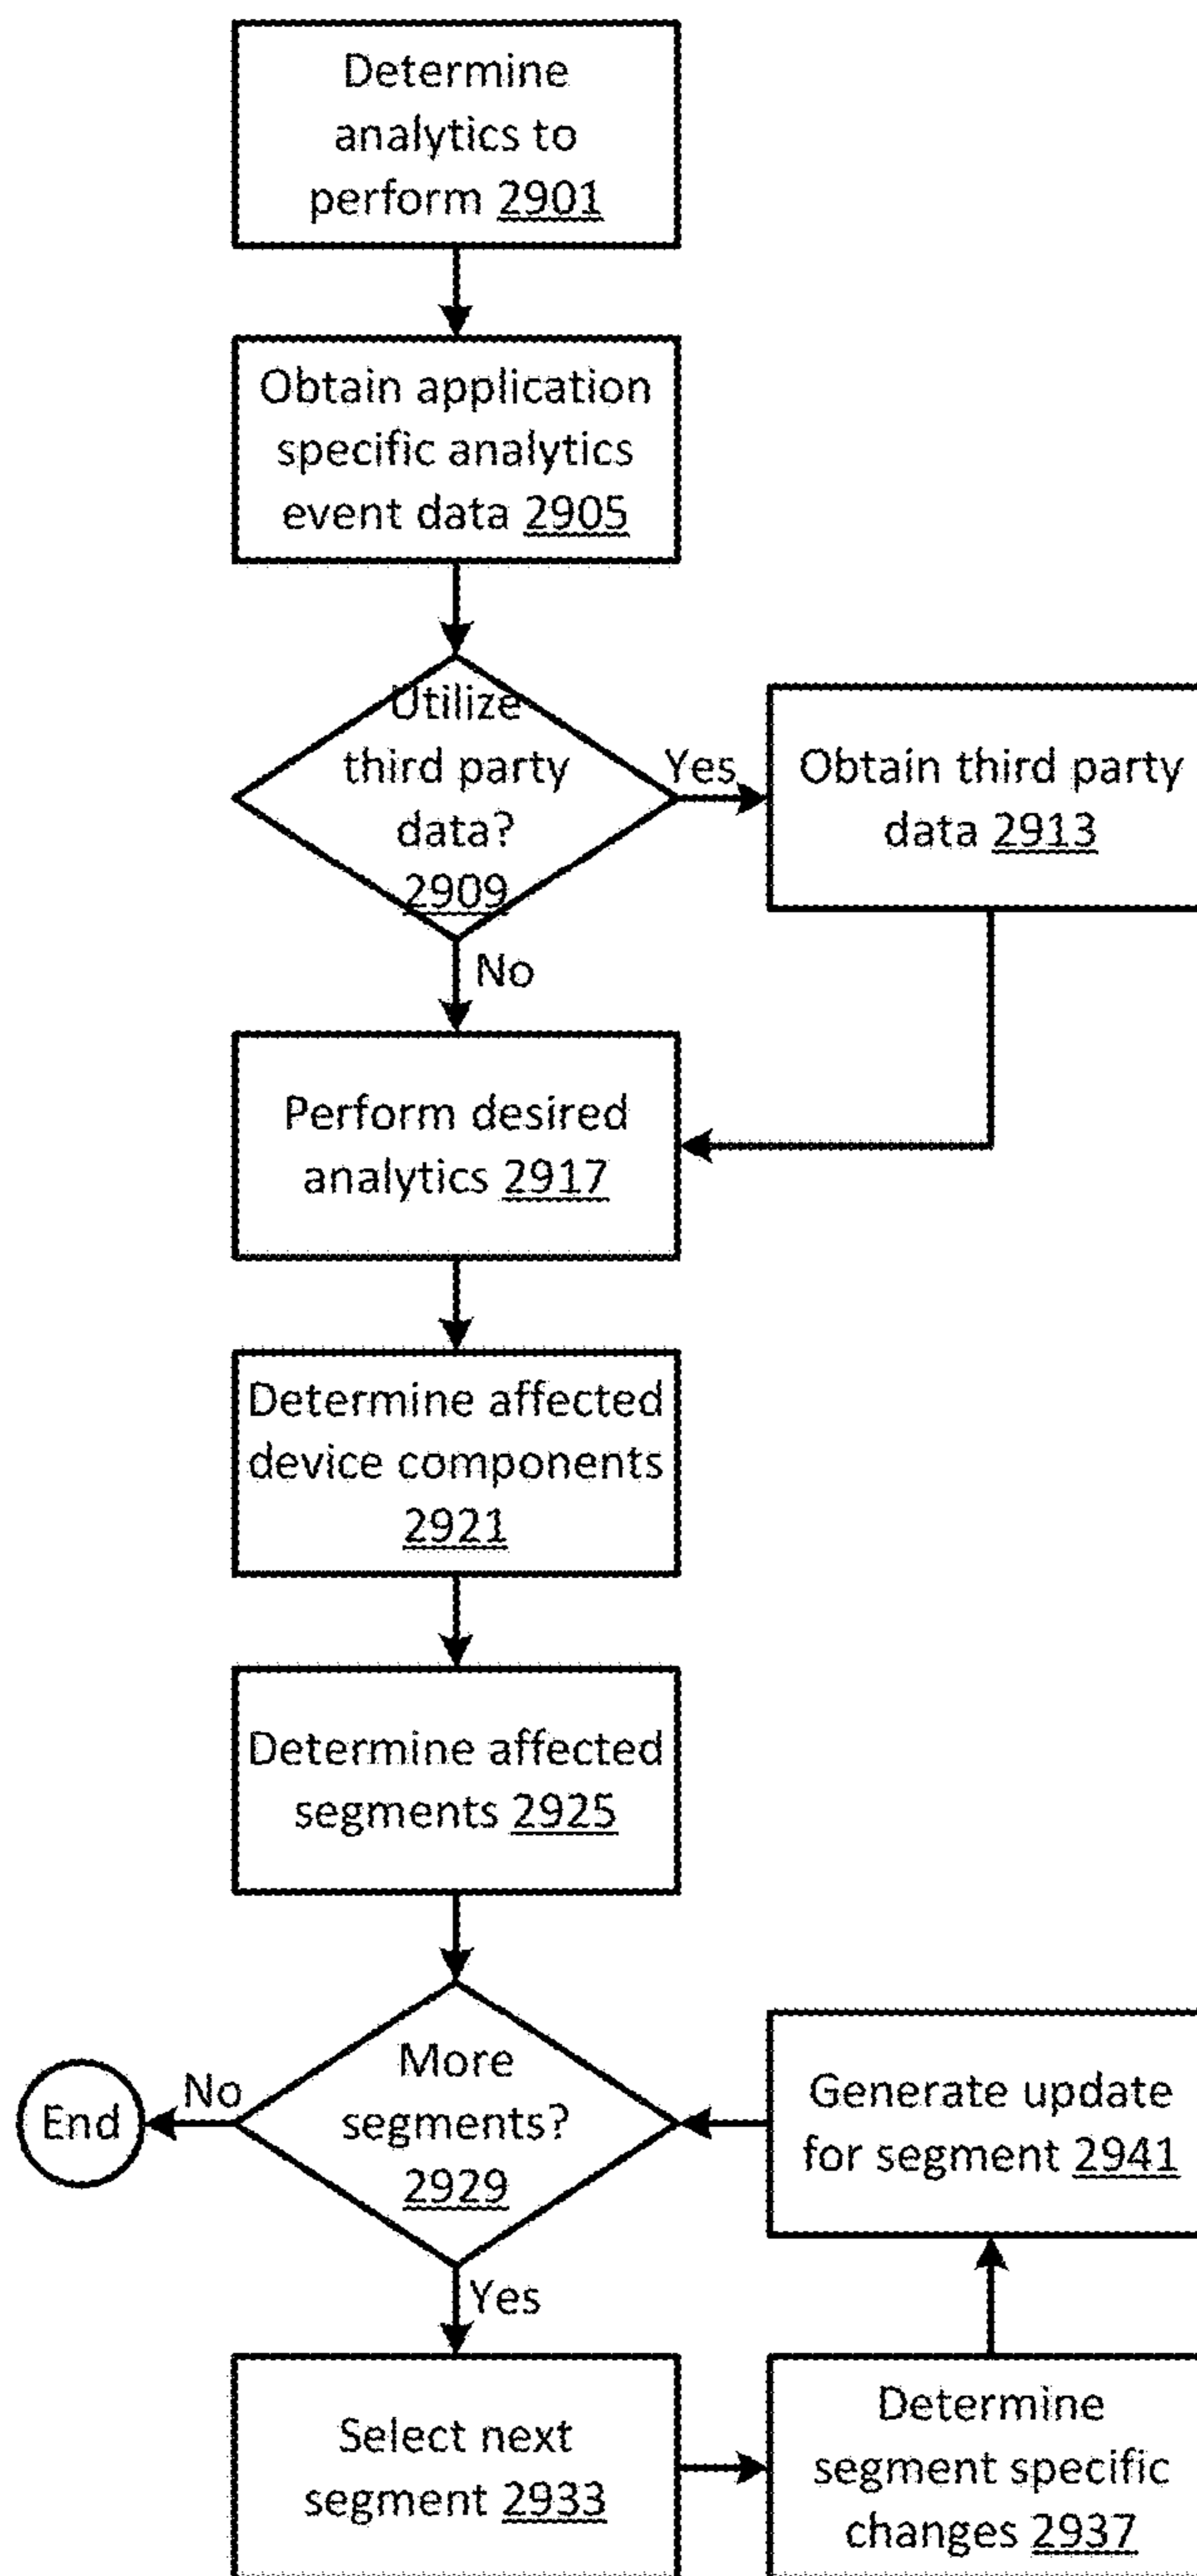 Determine
analytics to
perform 2901
Obtain application
specific analytics
event data 2905
Utilize
third party
data?
2909
Yes
Obtain third party
data 2913
No
Perform desired
analytics 2917
Determine affected
device components
2921
Determine affected
segments 2925
More
segments?
2929
No
End
Generate update
for segment 2941
Yes
Select next
segment 2933
Determine
segment specific
changes 2937